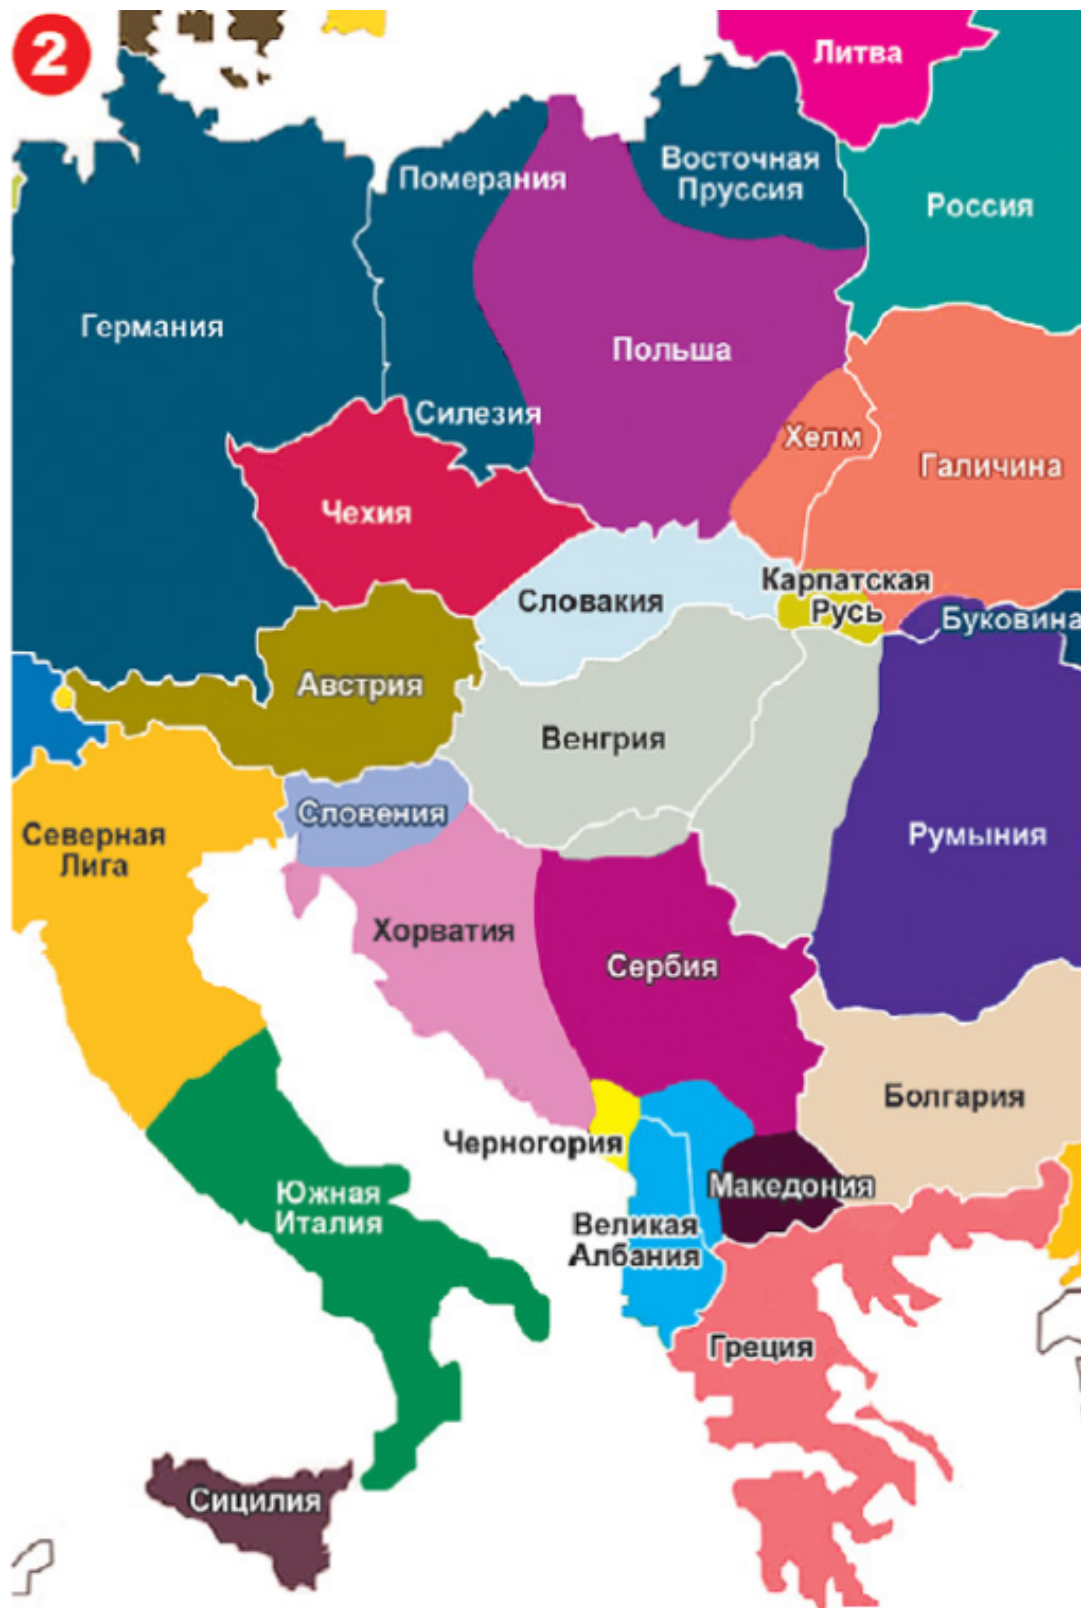 2
Литва
Восточная
Пруссия
Померания
Россия
Германия
Польша
Силезия
Хелм
Галичина
Чехия
Карпатская
Русь
Словакия
Буковина
Австрия
Венгрия
Словения
Северная
Лига
Румыния
Хорватия
Сербия
Болгария
Черногория
Македония
Южная
Италия
Великая
Албания
Греция
Сицилия